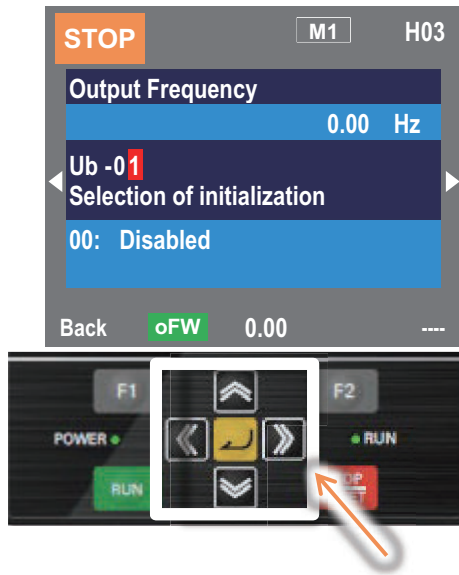 STOP M1 H03
Output Frequency
0.00 Hz
Ub -01
Selection of initialization
00: Disabled
Back oFW 0.00 ----
F1 F2
POWER RUN
RUN